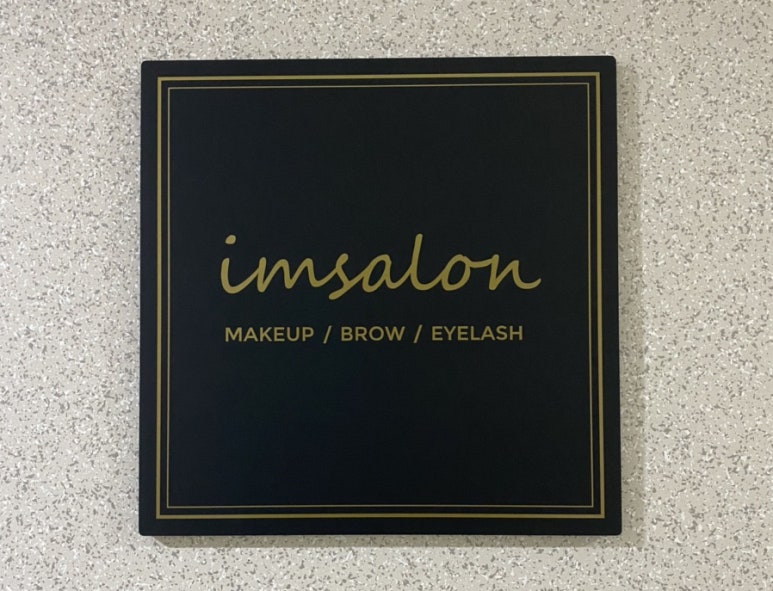 imsalon
MAKEUP / BROW / EYELASH